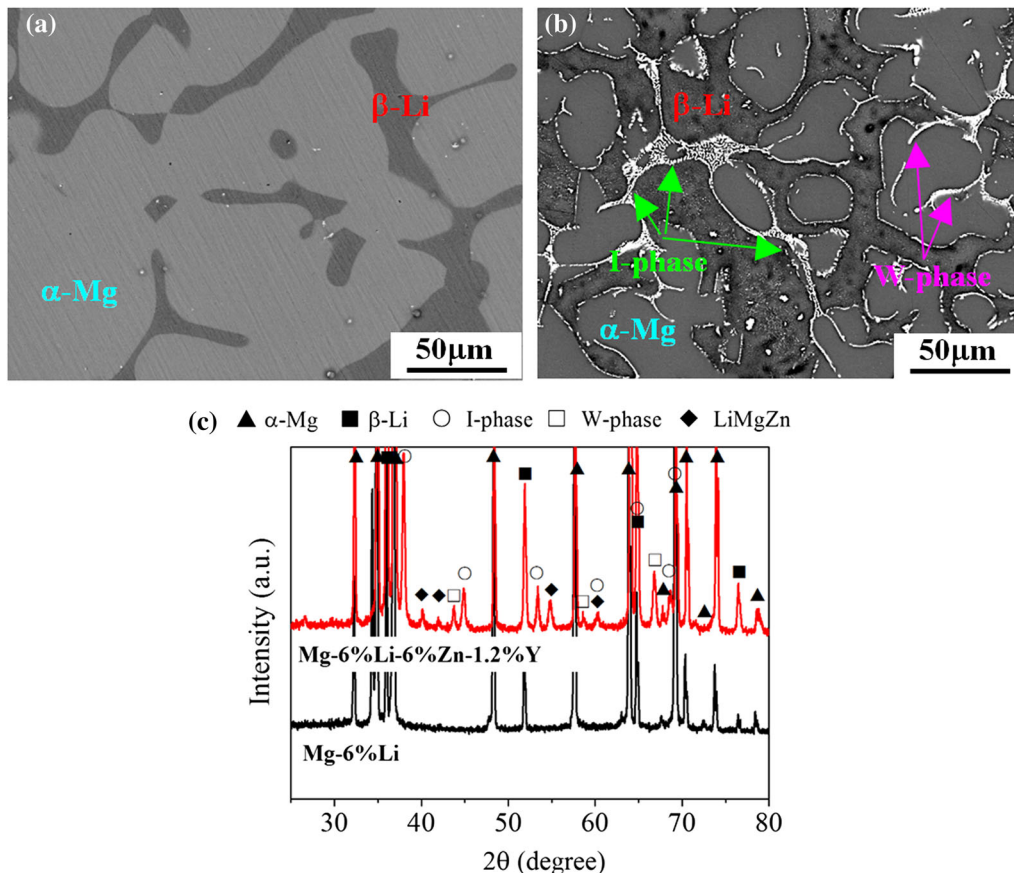 (a)
β-Li
α-Mg
50μm
(b)
β-Li
I-phase
W-phase
α-Mg
50μm
(c) ▲ α-Mg ■ β-Li ○ I-phase □ W-phase ◆ LiMgZn
Intensity (a.u.)
Mg-6%Li-6%Zn-1.2%Y
Mg-6%Li
30 40 50 60 70 80
2θ (degree)